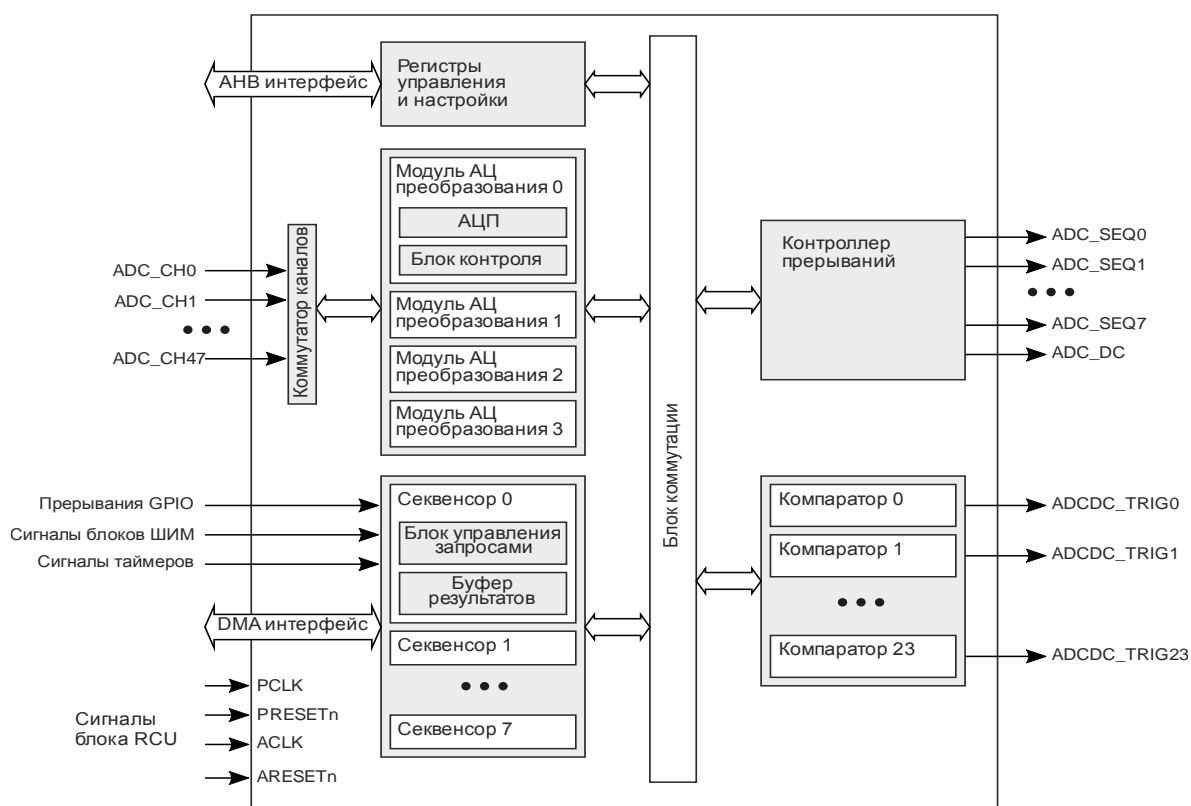 АНВ интерфейс
Регистры
управления
и настройки
Модуль АЦ
преобразования 0
АЦП
Блок контроля
Модуль АЦ
преобразования 1
Модуль АЦ
преобразования 2
Модуль АЦ
преобразования 3
ADC_CH0
ADC_CH1
ADC_CH47
Коммутатор каналов
Блок коммутации
Контроллер
прерываний
ADC_SEQ0
ADC_SEQ1
ADC_SEQ7
ADC_DC
Прерывания GPIO
Сигналы блоков ШИМ
Сигналы таймеров
DMA интерфейс
Секвенсор 0
Блок управления
запросами
Буфер
результатов
Секвенсор 1
Секвенсор 7
Компаратор 0
Компаратор 1
Компаратор 23
ADCDC_TRIG0
ADCDC_TRIG1
ADCDC_TRIG23
Сигналы
блока RCU
PCLK
PRESETn
ACLK
ARESETn